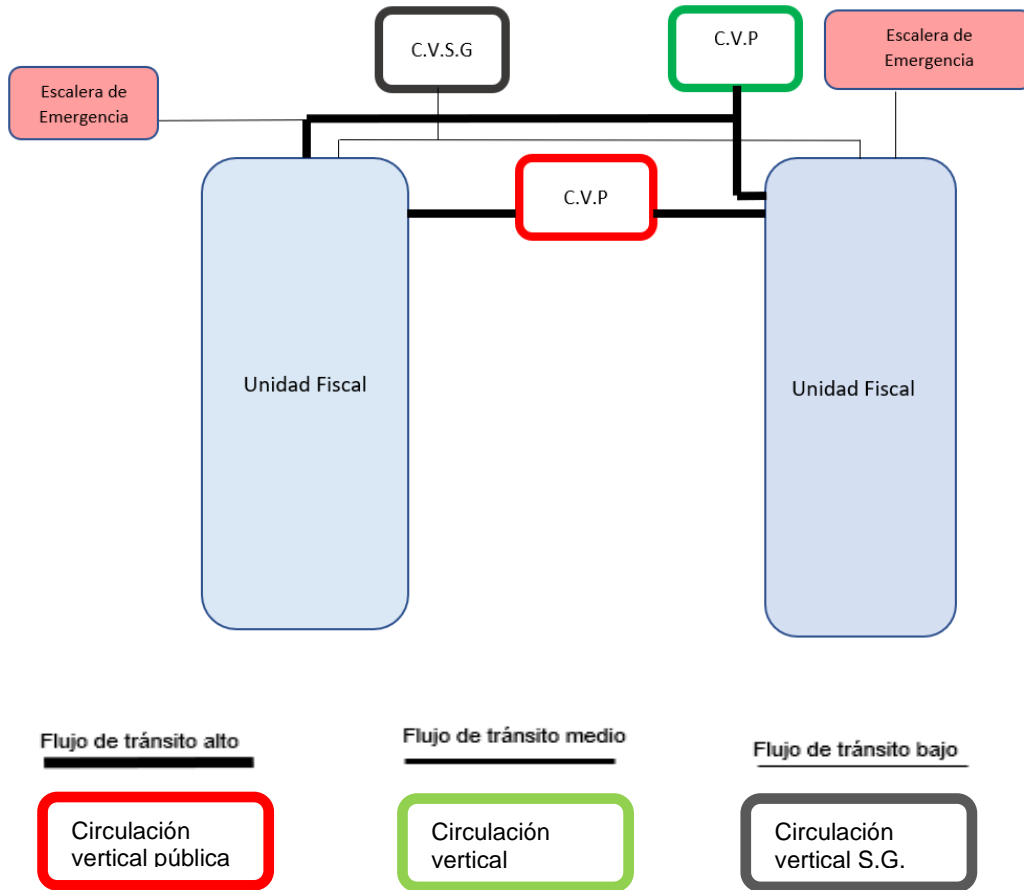 C.V.S.G
C.V.P
Escalera de
Emergencia
Escalera de
Emergencia
C.V.P
Unidad Fiscal
Unidad Fiscal
Flujo de tránsito alto
Flujo de tránsito medio
Flujo de tránsito bajo
Circulación
vertical pública
Circulación
vertical
Circulación
vertical S.G.